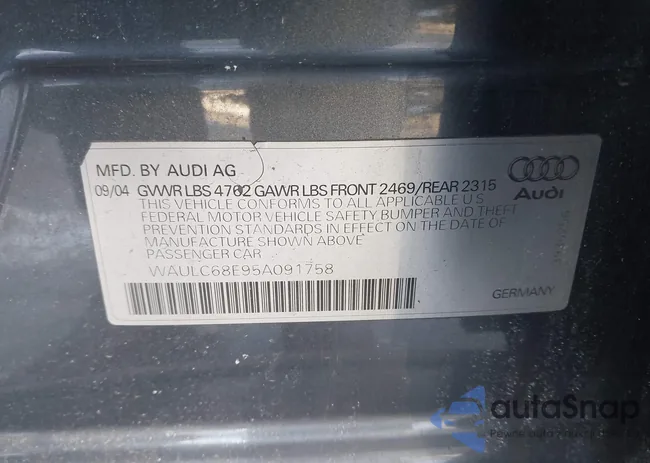 MFD. BY AUDI AG
09/04 GVWR LBS 4762 GAWR LBS FRONT 2469/REAR 2315
THIS VEHICLE CONFORMS TO ALL APPLICABLE U S
FEDERAL MOTOR VEHICLE SAFETY BUMPER AND THEFT
PREVENTION STANDARDS IN EFFECT ON THE DATE OF
MANUFACTURE SHOWN ABOVE
PASSENGER CAR
WAULC68E95A091758
Audi
GERMANY
autoSnap